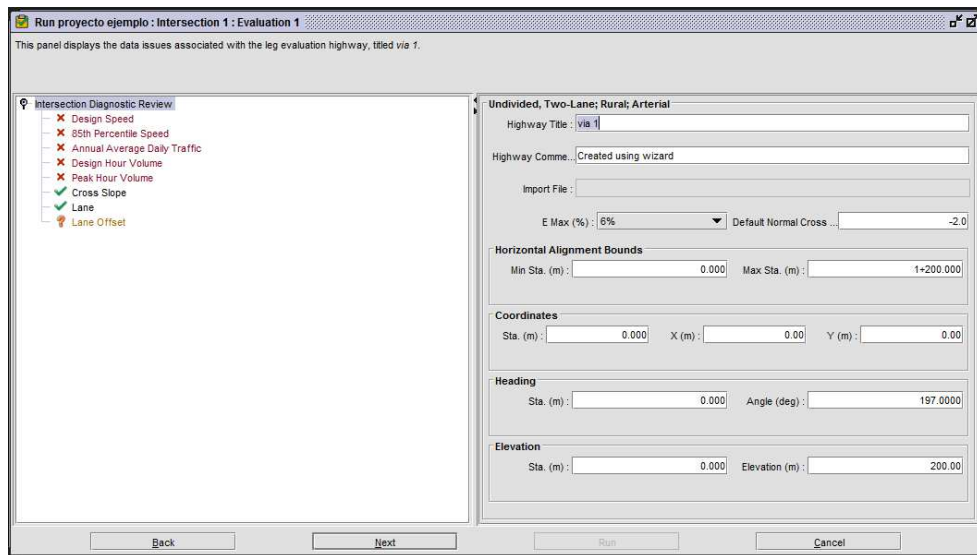 Run proyecto ejemplo : Intersection 1 : Evaluation 1
This panel displays the data issues associated with the leg evaluation highway, titled via 1.
Intersection Diagnostic Review
Design Speed
85th Percentile Speed
Annual Average Daily Traffic
Design Hour Volume
Peak Hour Volume
Cross Slope
Lane
Lane Offset
Undivided, Two-Lane; Rural; Arterial
Highway Title : via 1
Highway Comme... Created using wizard
Import File :
E Max (%) : 6% Default Normal Cross ... -2.0
Horizontal Alignment Bounds
Min Sta. (m) : 0.000 Max Sta. (m) : 1+200.000
Coordinates
Sta. (m) : 0.000 X (m) : 0.00 Y (m) : 0.00
Heading
Sta. (m) : 0.000 Angle (deg) : 197.0000
Elevation
Sta. (m) : 0.000 Elevation (m) : 200.00
Back Next Run Cancel